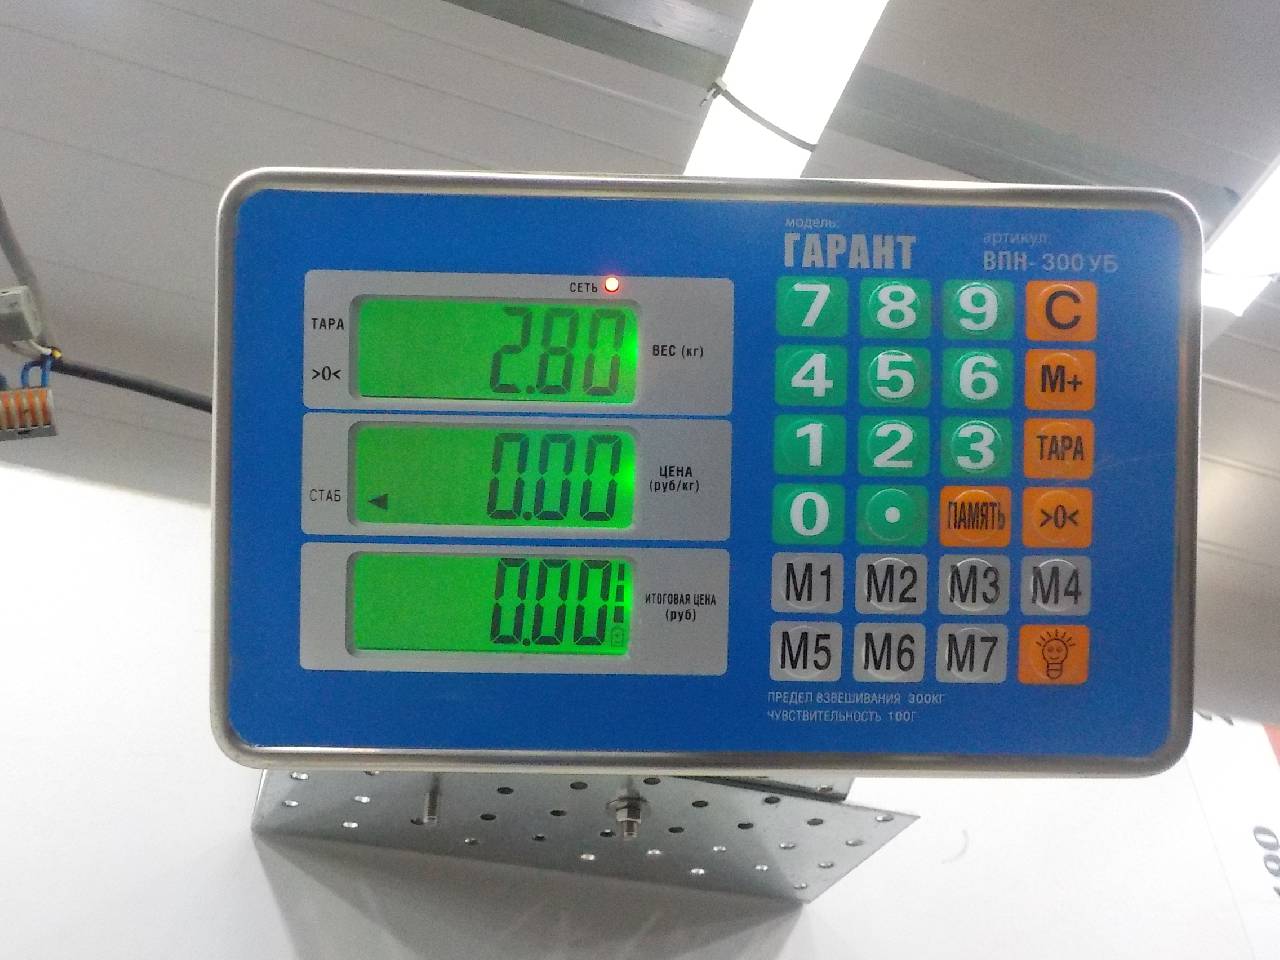 модель:
ГАРАНТ
артикул:
ВПН-300УБ
СЕТЬ
ТАРА
>0<
2.80
ВЕС (кг)
СТАБ
0.00
ЦЕНА
(руб/кг)
0.00
ИТОГОВАЯ ЦЕНА
(руб)
7 8 9 C
4 5 6 M+
1 2 3 ТАРА
0 . ПАМЯТЬ >0<
M1 M2 M3 M4
M5 M6 M7
ПРЕДЕЛ ВЗВЕШИВАНИЯ 300КГ
ЧУВСТВИТЕЛЬНОСТЬ 100Г